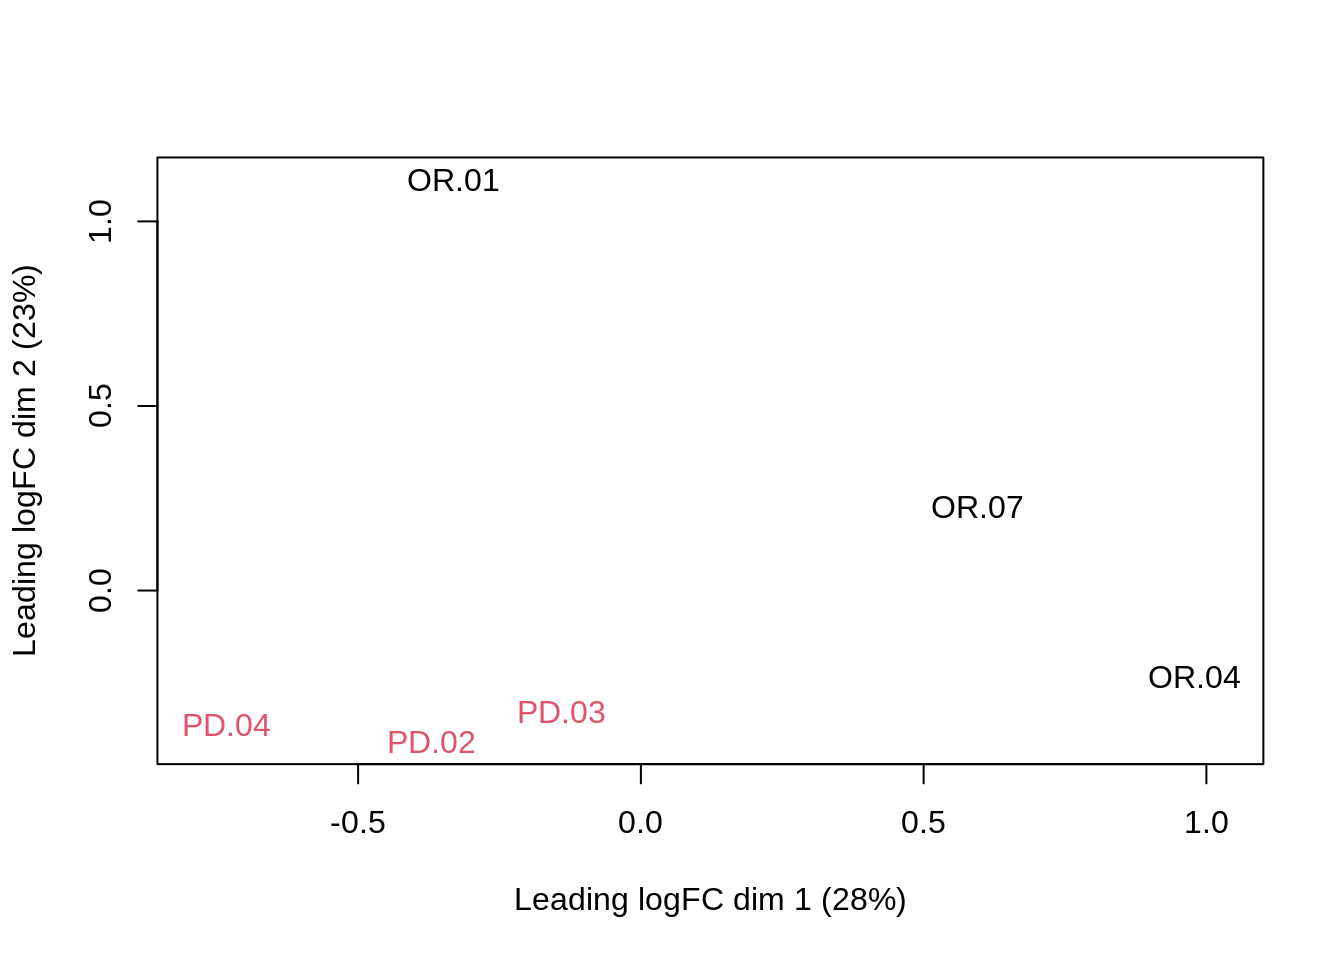 OR.01
1.0
0.5
OR.07
0.0
OR.04
PD.03
PD.04
PD.02
Leading logFC dim 2 (23%)
-0.5 0.0 0.5 1.0
Leading logFC dim 1 (28%)